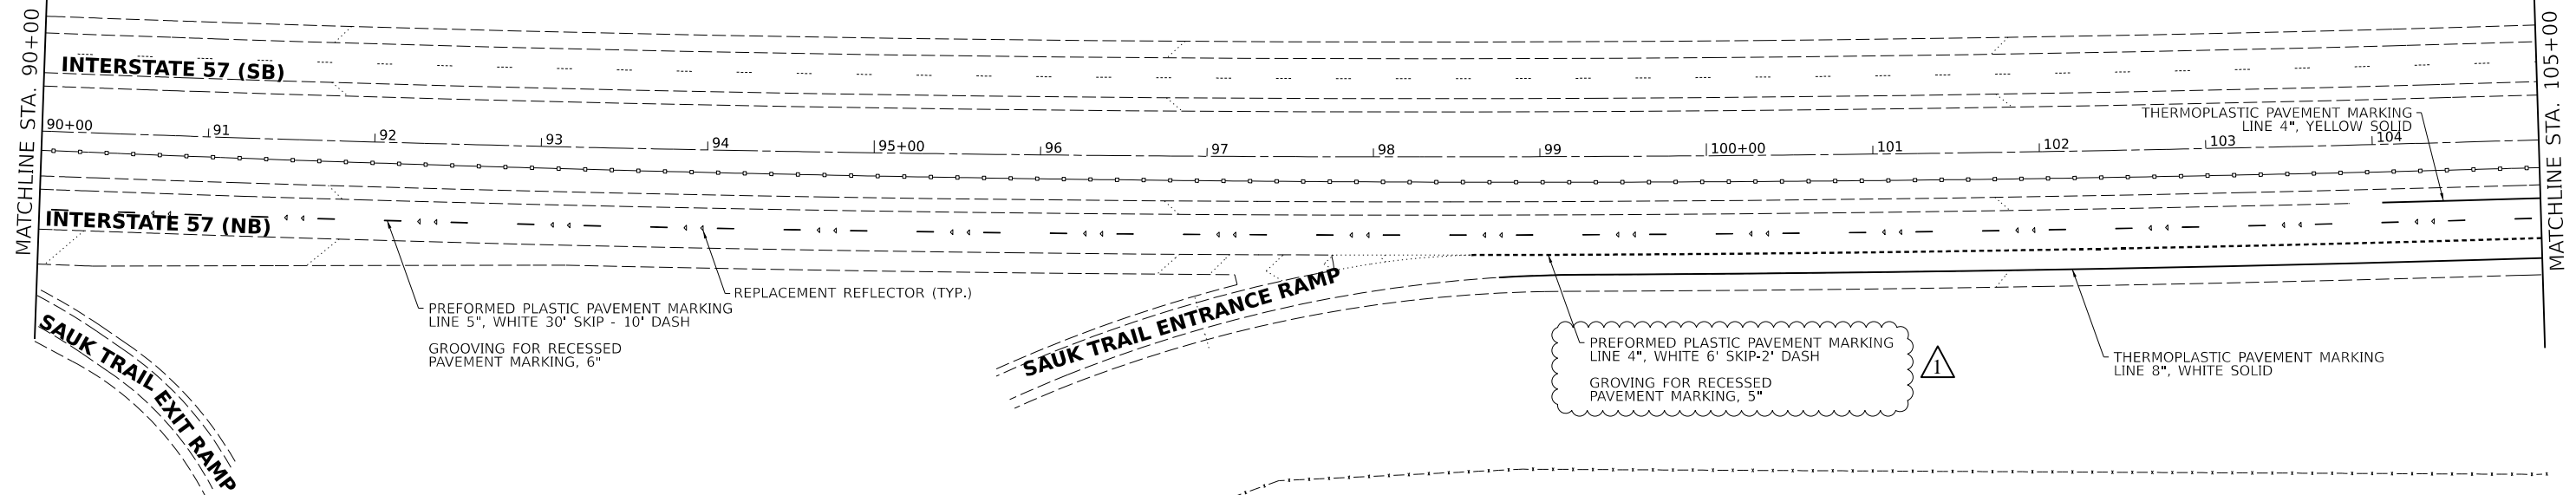 MATCHLINE STA. 90+00
INTERSTATE 57 (SB)
90+00
91
92
93
94
95+00
96
97
98
99
100+00
101
102
103
104
THERMOPLASTIC PAVEMENT MARKING
LINE 4", YELLOW SOLID
MATCHLINE STA. 105+00
INTERSTATE 57 (NB)
PREFORMED PLASTIC PAVEMENT MARKING
LINE 5", WHITE 30' SKIP - 10' DASH
GROOVING FOR RECESSED
PAVEMENT MARKING, 6"
REPLACEMENT REFLECTOR (TYP.)
SAUK TRAIL ENTRANCE RAMP
PREFORMED PLASTIC PAVEMENT MARKING
LINE 4", WHITE 6' SKIP-2' DASH
GROVING FOR RECESSED
PAVEMENT MARKING, 5"
1
THERMOPLASTIC PAVEMENT MARKING
LINE 8", WHITE SOLID
SAUK TRAIL EXIT RAMP